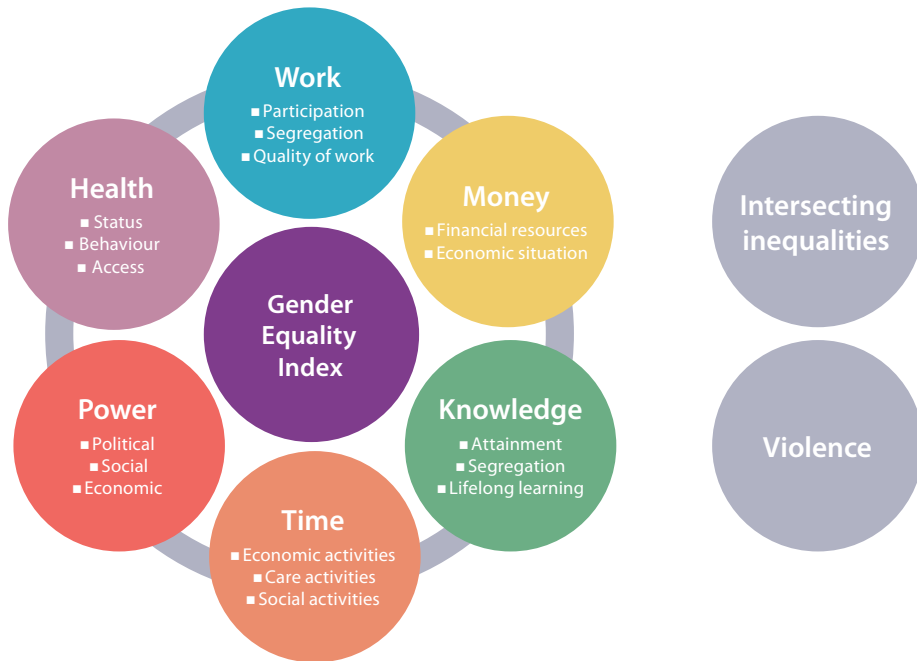 Work
■ Participation
■ Segregation
■ Quality of work
Money
■ Financial resources
■ Economic situation
Knowledge
■ Attainment
■ Segregation
■ Lifelong learning
Time
■ Economic activities
■ Care activities
■ Social activities
Power
■ Political
■ Social
■ Economic
Health
■ Status
■ Behaviour
■ Access
Gender
Equality
Index
Intersecting
inequalities
Violence